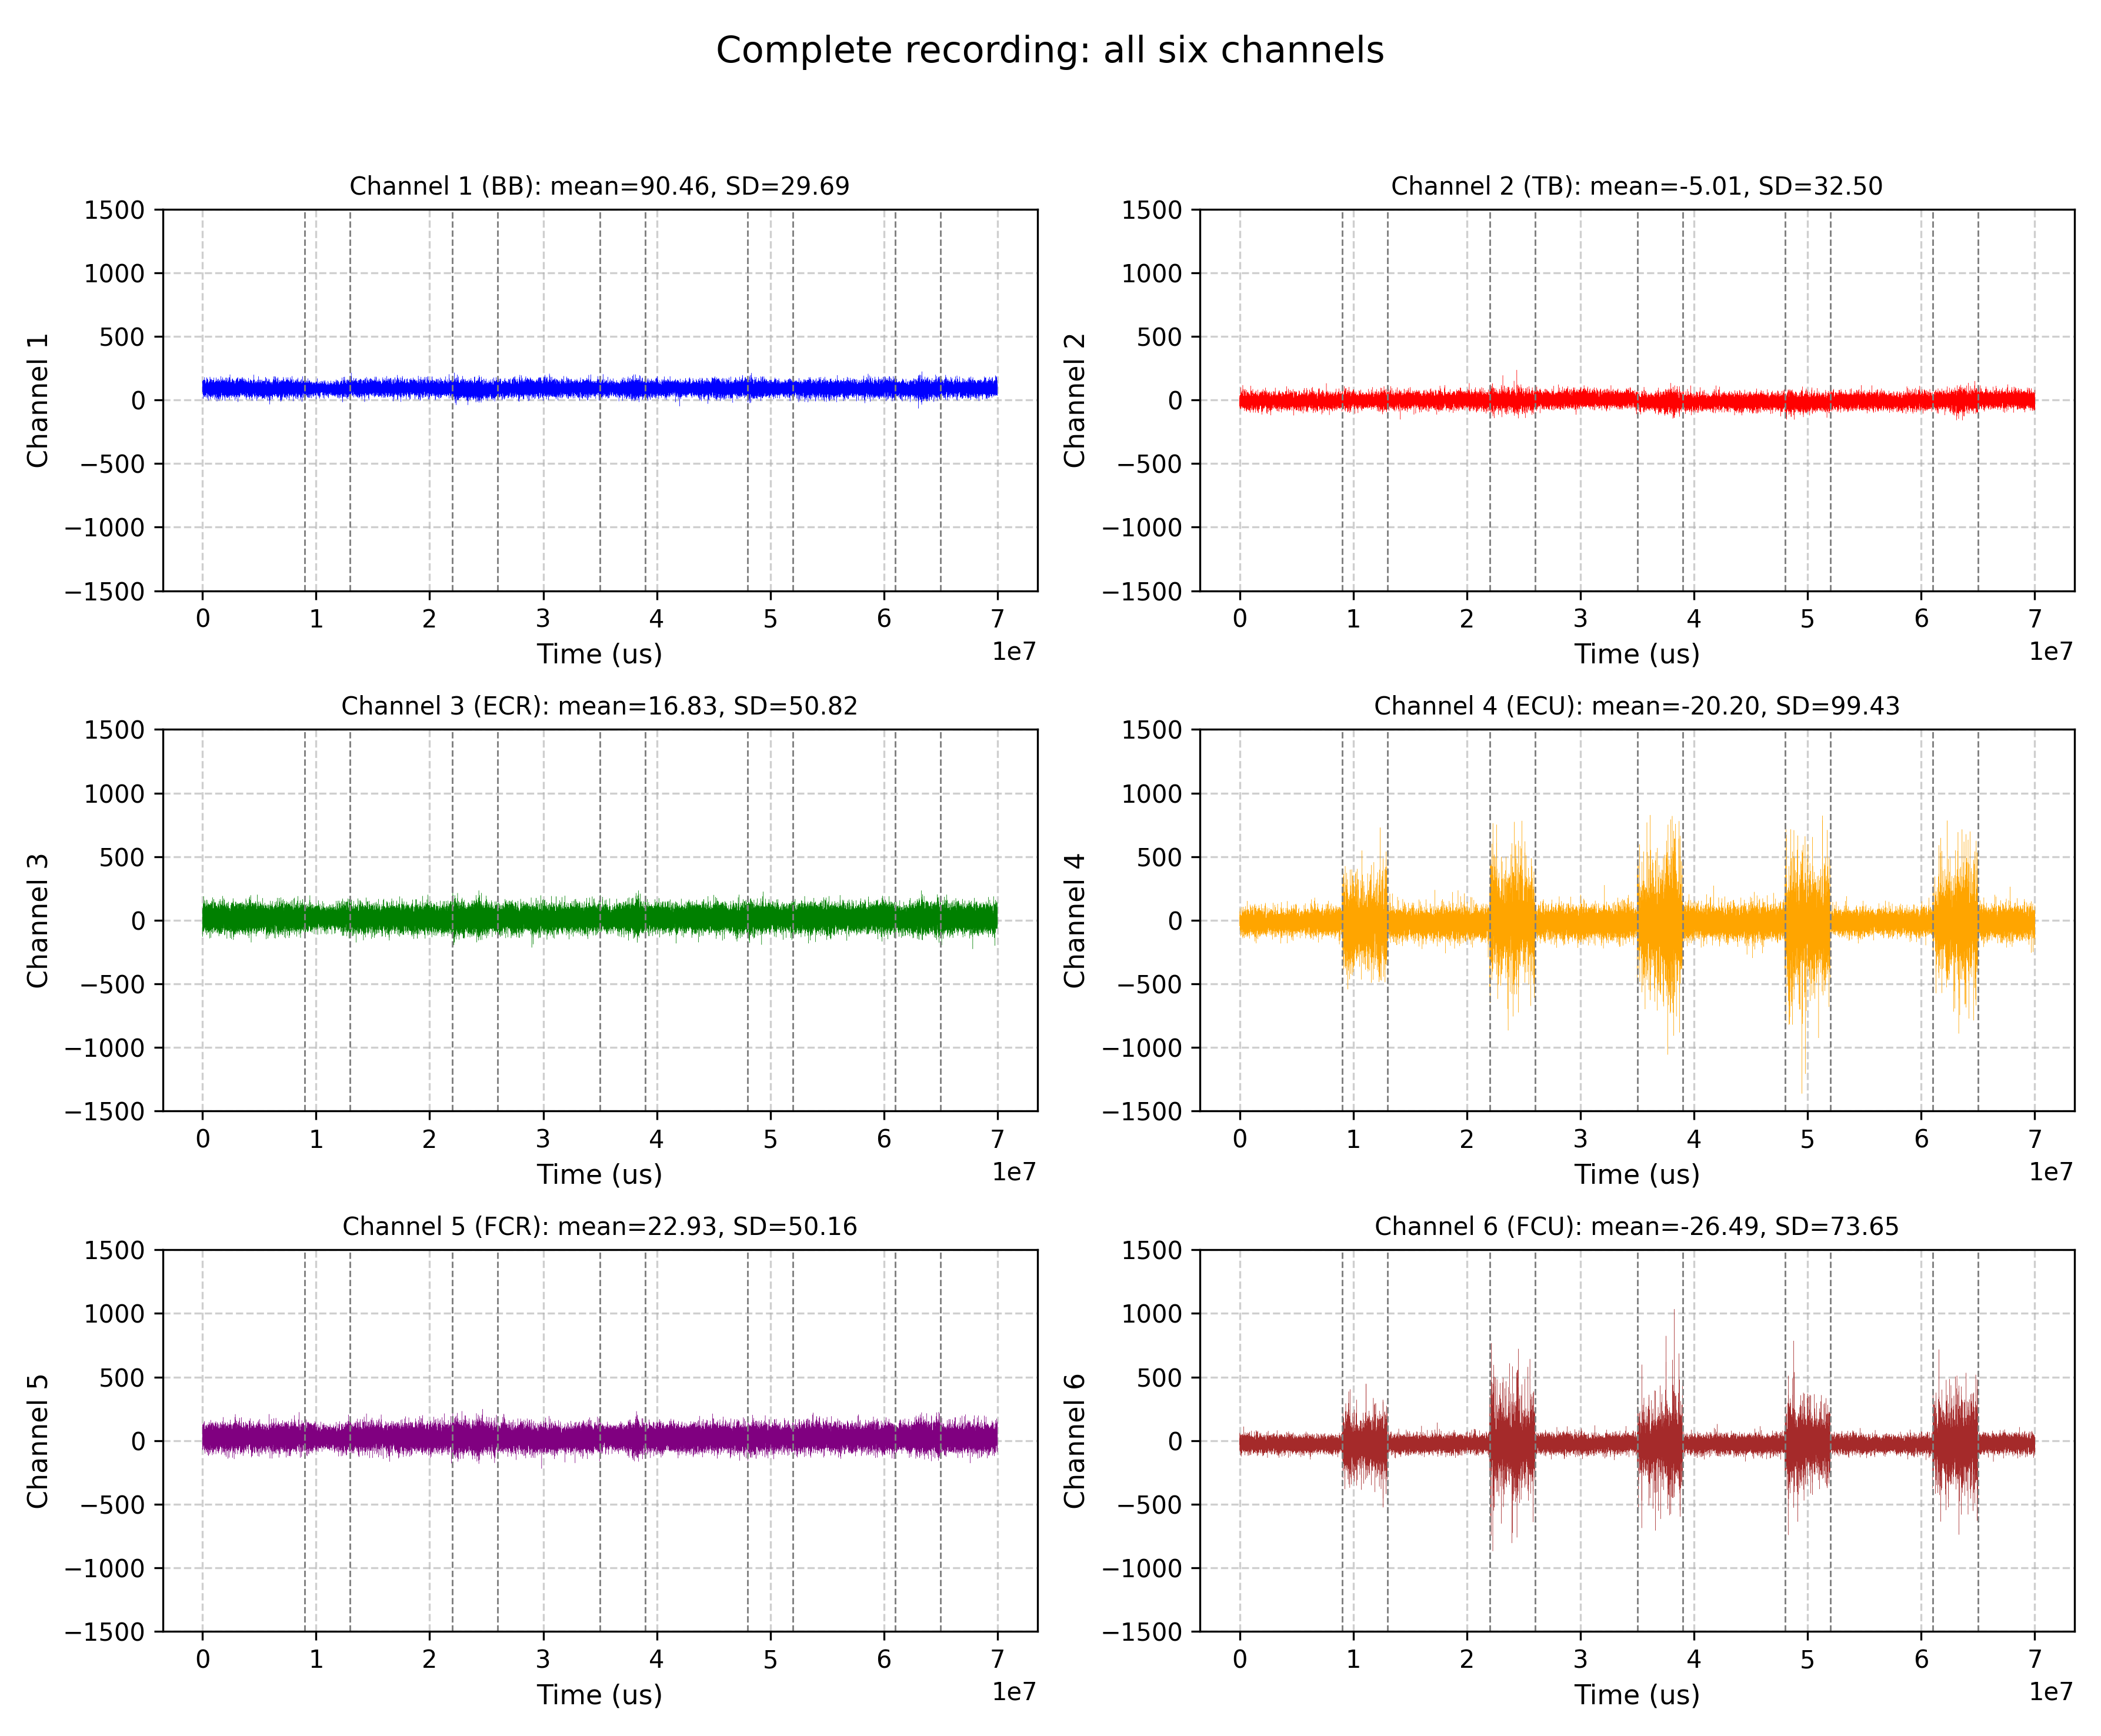 Complete recording: all six channels
Channel 1 (BB): mean=90.46, SD=29.69
1500
1000
500
0
−500
−1000
−1500
Channel 1
0 1 2 3 4 5 6 7
1e7
Time (us)
Channel 2 (TB): mean=-5.01, SD=32.50
1500
1000
500
0
−500
−1000
−1500
Channel 2
0 1 2 3 4 5 6 7
1e7
Time (us)
Channel 3 (ECR): mean=16.83, SD=50.82
1500
1000
500
0
−500
−1000
−1500
Channel 3
0 1 2 3 4 5 6 7
1e7
Time (us)
Channel 4 (ECU): mean=-20.20, SD=99.43
1500
1000
500
0
−500
−1000
−1500
Channel 4
0 1 2 3 4 5 6 7
1e7
Time (us)
Channel 5 (FCR): mean=22.93, SD=50.16
1500
1000
500
0
−500
−1000
−1500
Channel 5
0 1 2 3 4 5 6 7
1e7
Time (us)
Channel 6 (FCU): mean=-26.49, SD=73.65
1500
1000
500
0
−500
−1000
−1500
Channel 6
0 1 2 3 4 5 6 7
1e7
Time (us)